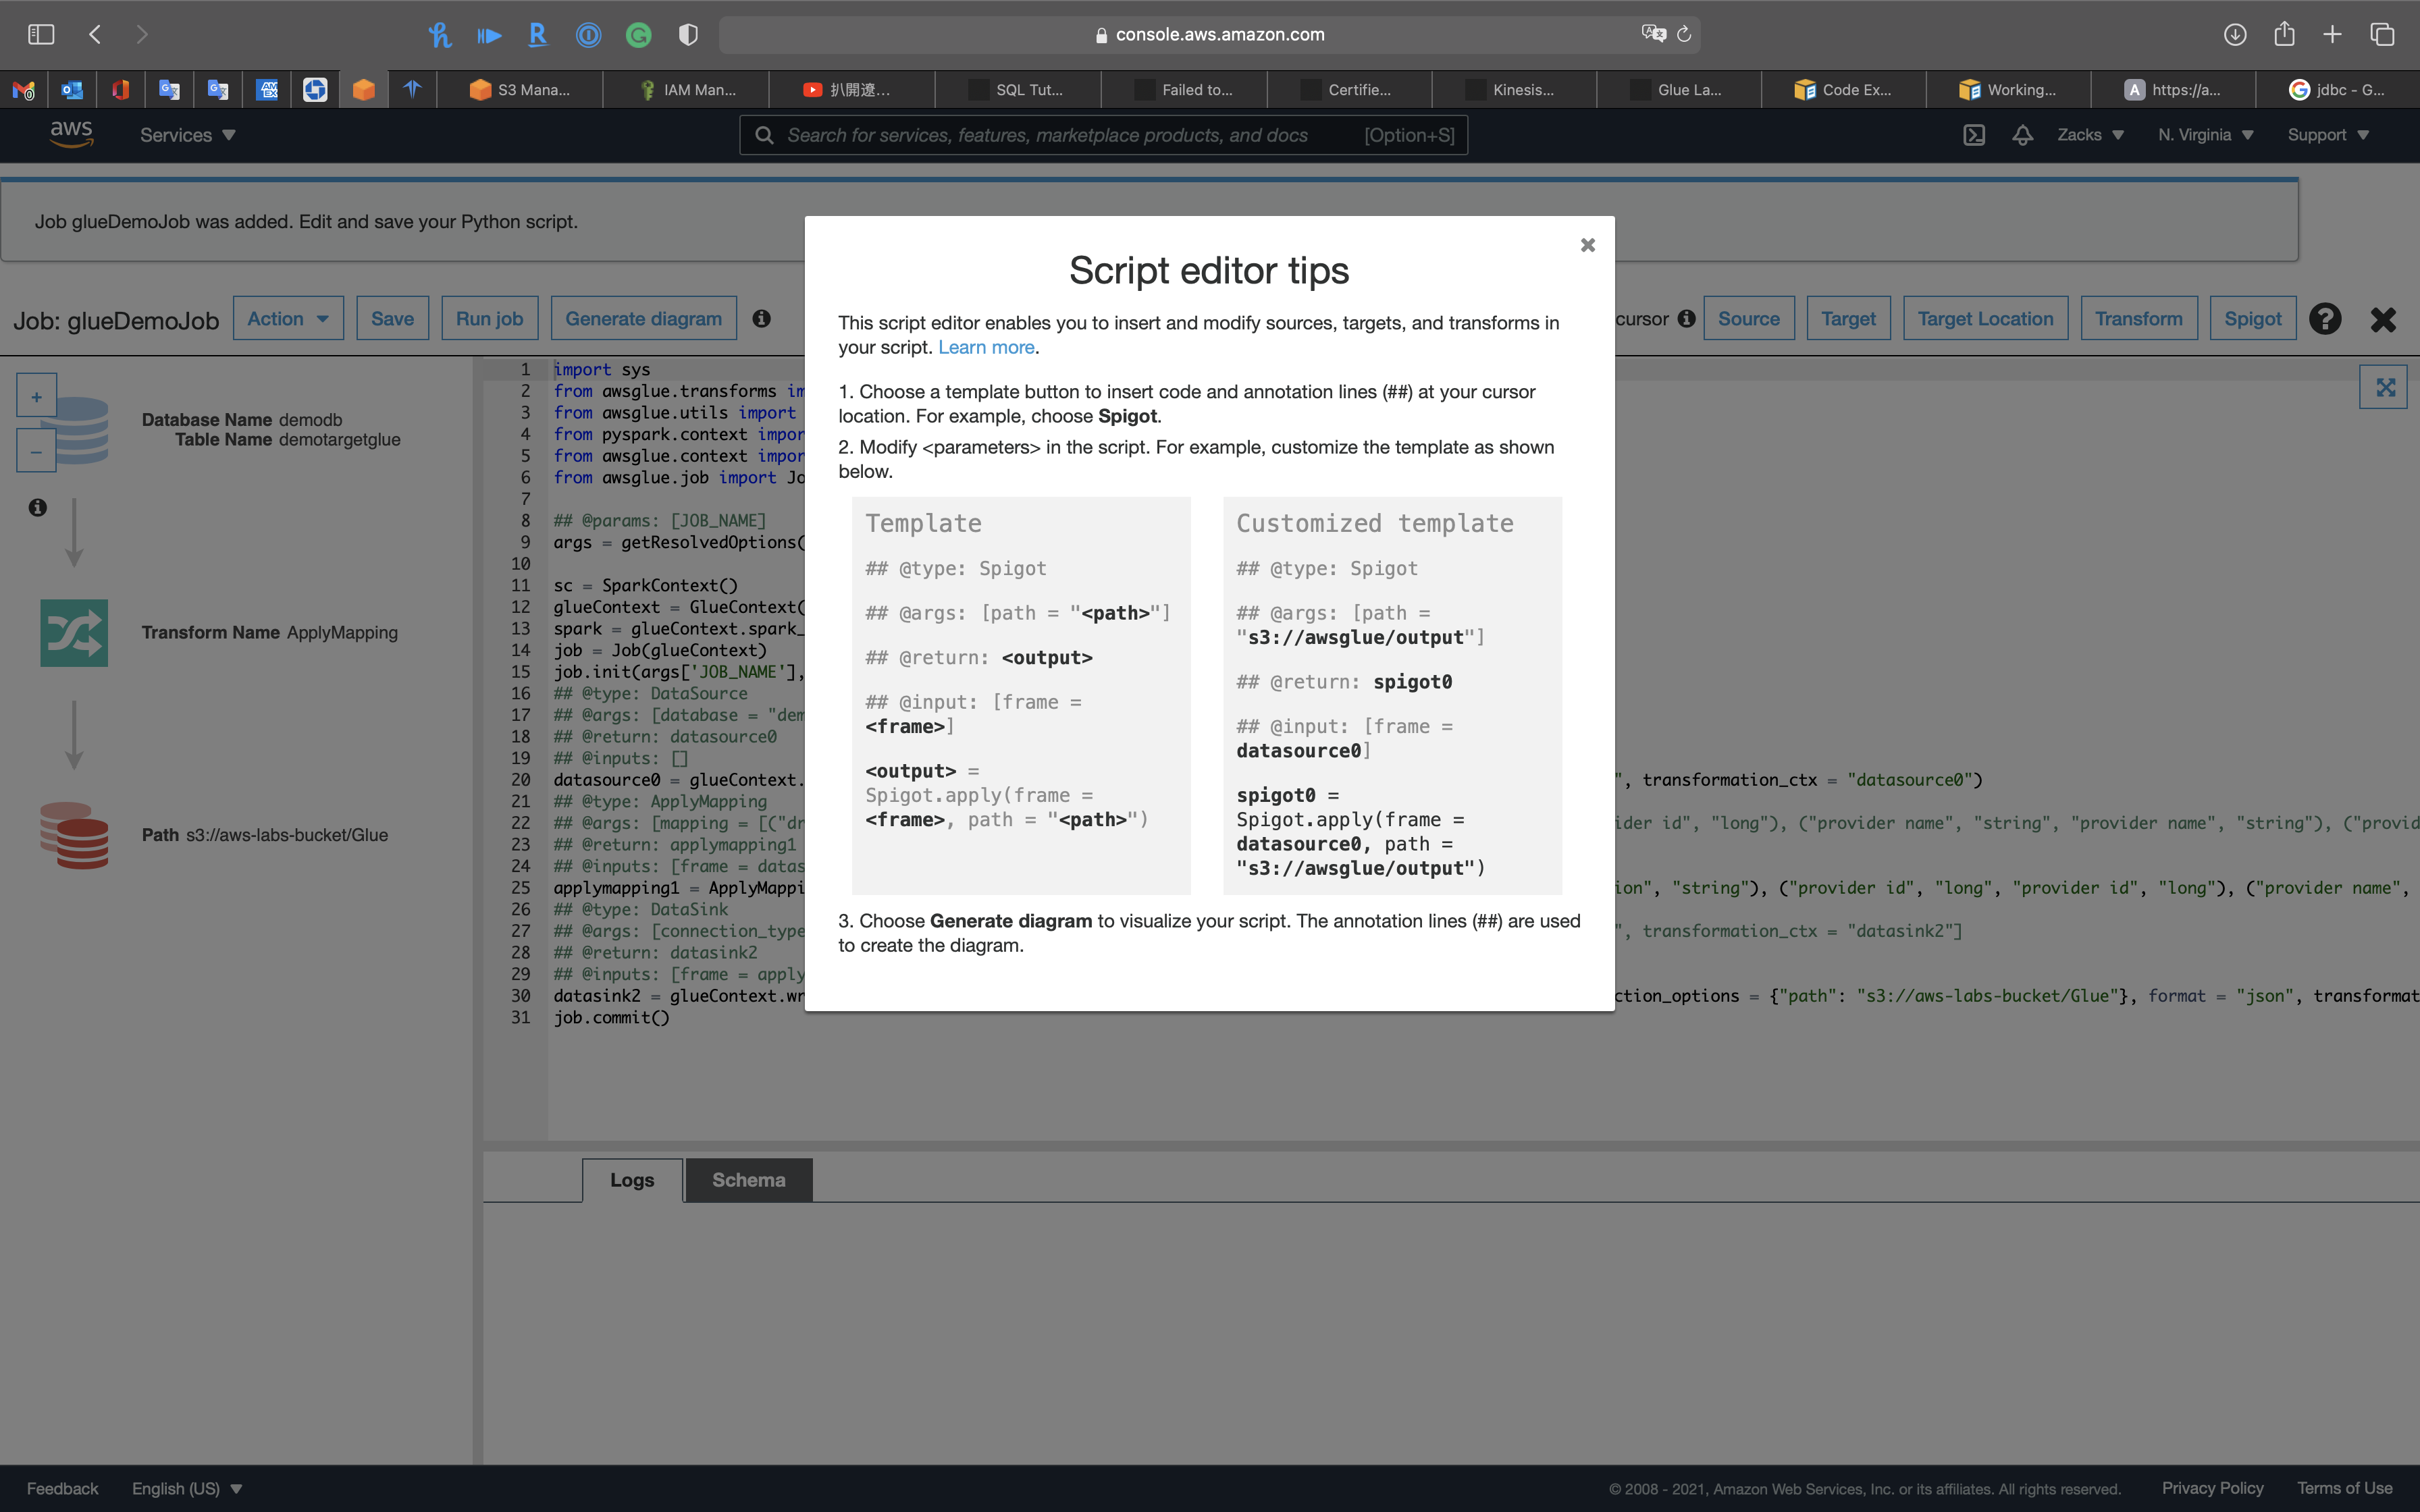 console.aws.amazon.com
S3 Mana...
IAM Man...
扒開遼...
SQL Tut...
Failed to...
Certifie...
Kinesis...
Glue La...
Code Ex...
Working...
https://a...
jdbc - G...
aws
Services
Search for services, features, marketplace products, and docs
[Option+S]
Zacks
N. Virginia
Support
Job glueDemoJob was added. Edit and save your Python script.
Job: glueDemoJob
Action
Save
Run job
Generate diagram
cursor
Source
Target
Target Location
Transform
Spigot
Database Name demodb
Table Name demotargetglue
Transform Name ApplyMapping
Path s3://aws-labs-bucket/Glue
1 import sys
2 from awsglue.transforms im
3 from awsglue.utils import
4 from pyspark.context impor
5 from awsglue.context impor
6 from awsglue.job import Jo
7
8 ## @params: [JOB_NAME]
9 args = getResolvedOptions(
10
11 sc = SparkContext()
12 glueContext = GlueContext(
13 spark = glueContext.spark_
14 job = Job(glueContext)
15 job.init(args['JOB_NAME'],
16 ## @type: DataSource
17 ## @args: [database = "dem
18 ## @return: datasource0
19 ## @inputs: []
20 datasource0 = glueContext. ", transformation_ctx = "datasource0")
21 ## @type: ApplyMapping
22 ## @args: [mapping = [("dr ider id", "long"), ("provider name", "string", "provider name", "string"), ("provid
23 ## @return: applymapping1
24 ## @inputs: [frame = datas
25 applymapping1 = ApplyMappi ion", "string"), ("provider id", "long", "provider id", "long"), ("provider name",
26 ## @type: DataSink
27 ## @args: [connection_type ", transformation_ctx = "datasink2"]
28 ## @return: datasink2
29 ## @inputs: [frame = apply
30 datasink2 = glueContext.wr ction_options = {"path": "s3://aws-labs-bucket/Glue"}, format = "json", transformat
31 job.commit()
Script editor tips
This script editor enables you to insert and modify sources, targets, and transforms in
your script. Learn more.
1. Choose a template button to insert code and annotation lines (##) at your cursor
location. For example, choose Spigot.
2. Modify <parameters> in the script. For example, customize the template as shown
below.
Template
## @type: Spigot
## @args: [path = "<path>"]
## @return: <output>
## @input: [frame =
<frame>]
<output> =
Spigot.apply(frame =
<frame>, path = "<path>")
Customized template
## @type: Spigot
## @args: [path =
"s3://awsglue/output"]
## @return: spigot0
## @input: [frame =
datasource0]
spigot0 =
Spigot.apply(frame =
datasource0, path =
"s3://awsglue/output")
3. Choose Generate diagram to visualize your script. The annotation lines (##) are used
to create the diagram.
Logs
Schema
Feedback
English (US)
© 2008 - 2021, Amazon Web Services, Inc. or its affiliates. All rights reserved.
Privacy Policy
Terms of Use